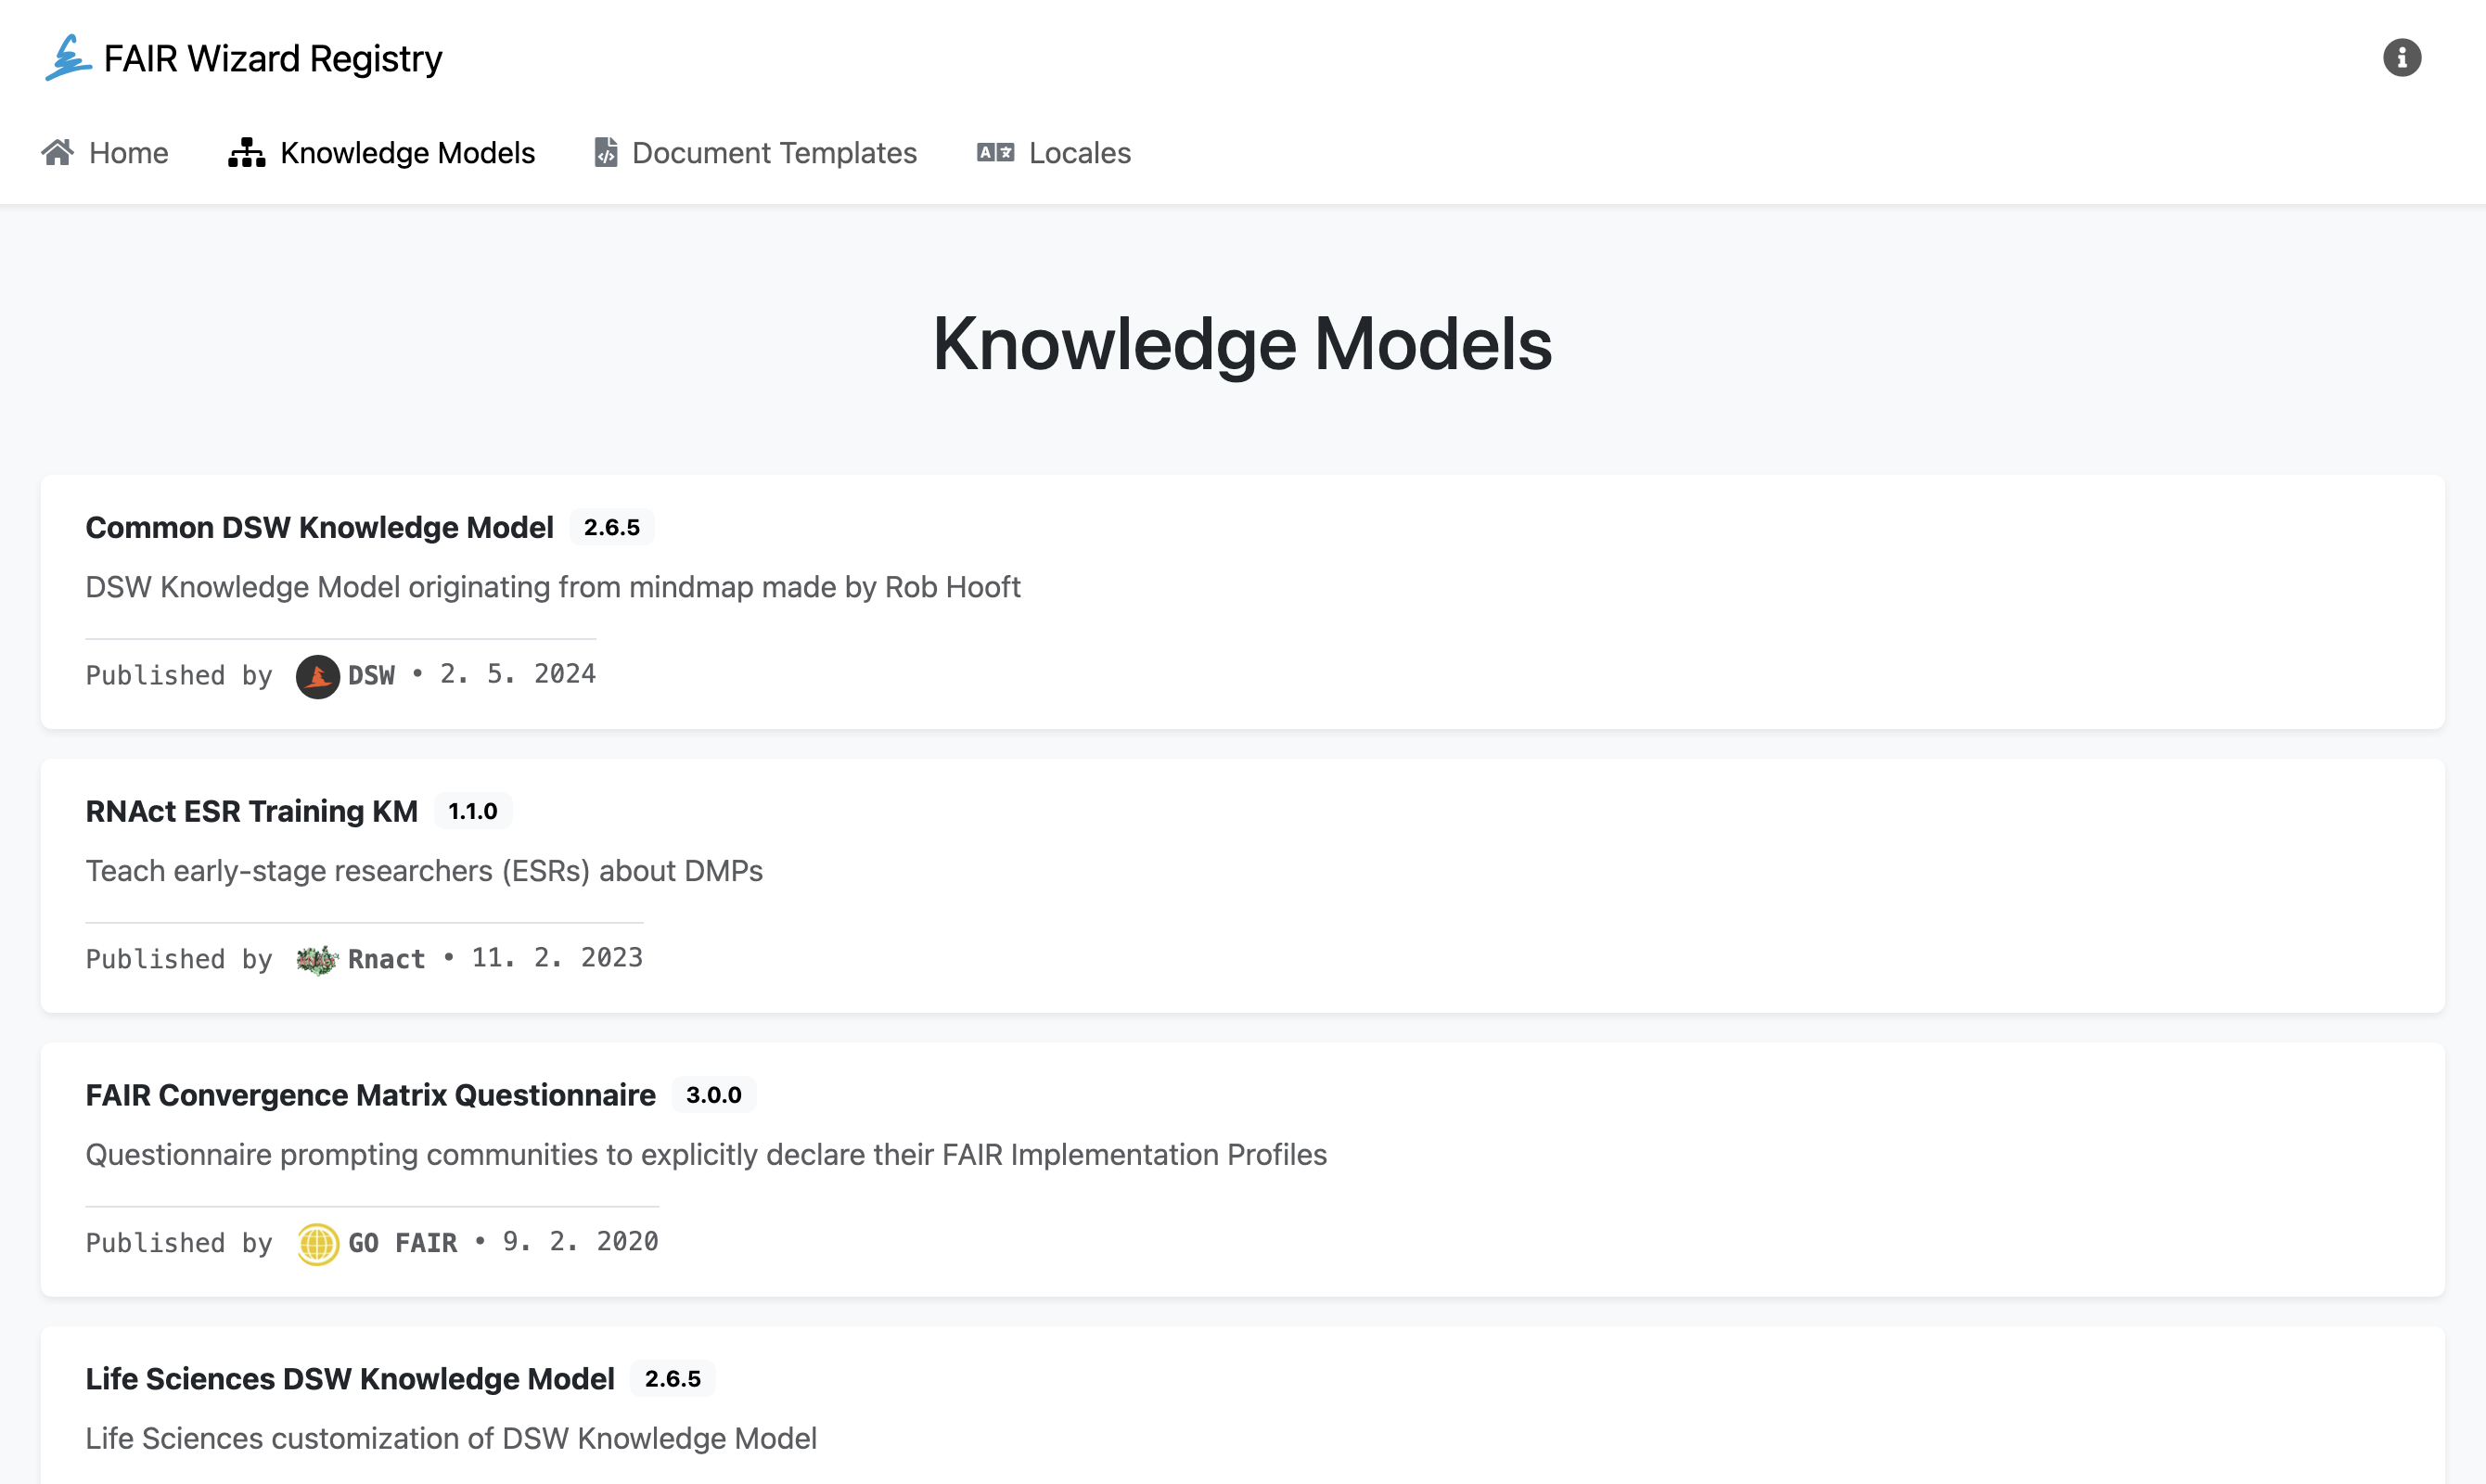 FAIR Wizard Registry
Home Knowledge Models Document Templates Locales
Knowledge Models
Common DSW Knowledge Model 2.6.5
DSW Knowledge Model originating from mindmap made by Rob Hooft
Published by DSW • 2. 5. 2024
RNAct ESR Training KM 1.1.0
Teach early-stage researchers (ESRs) about DMPs
Published by Rnact • 11. 2. 2023
FAIR Convergence Matrix Questionnaire 3.0.0
Questionnaire prompting communities to explicitly declare their FAIR Implementation Profiles
Published by GO FAIR • 9. 2. 2020
Life Sciences DSW Knowledge Model 2.6.5
Life Sciences customization of DSW Knowledge Model